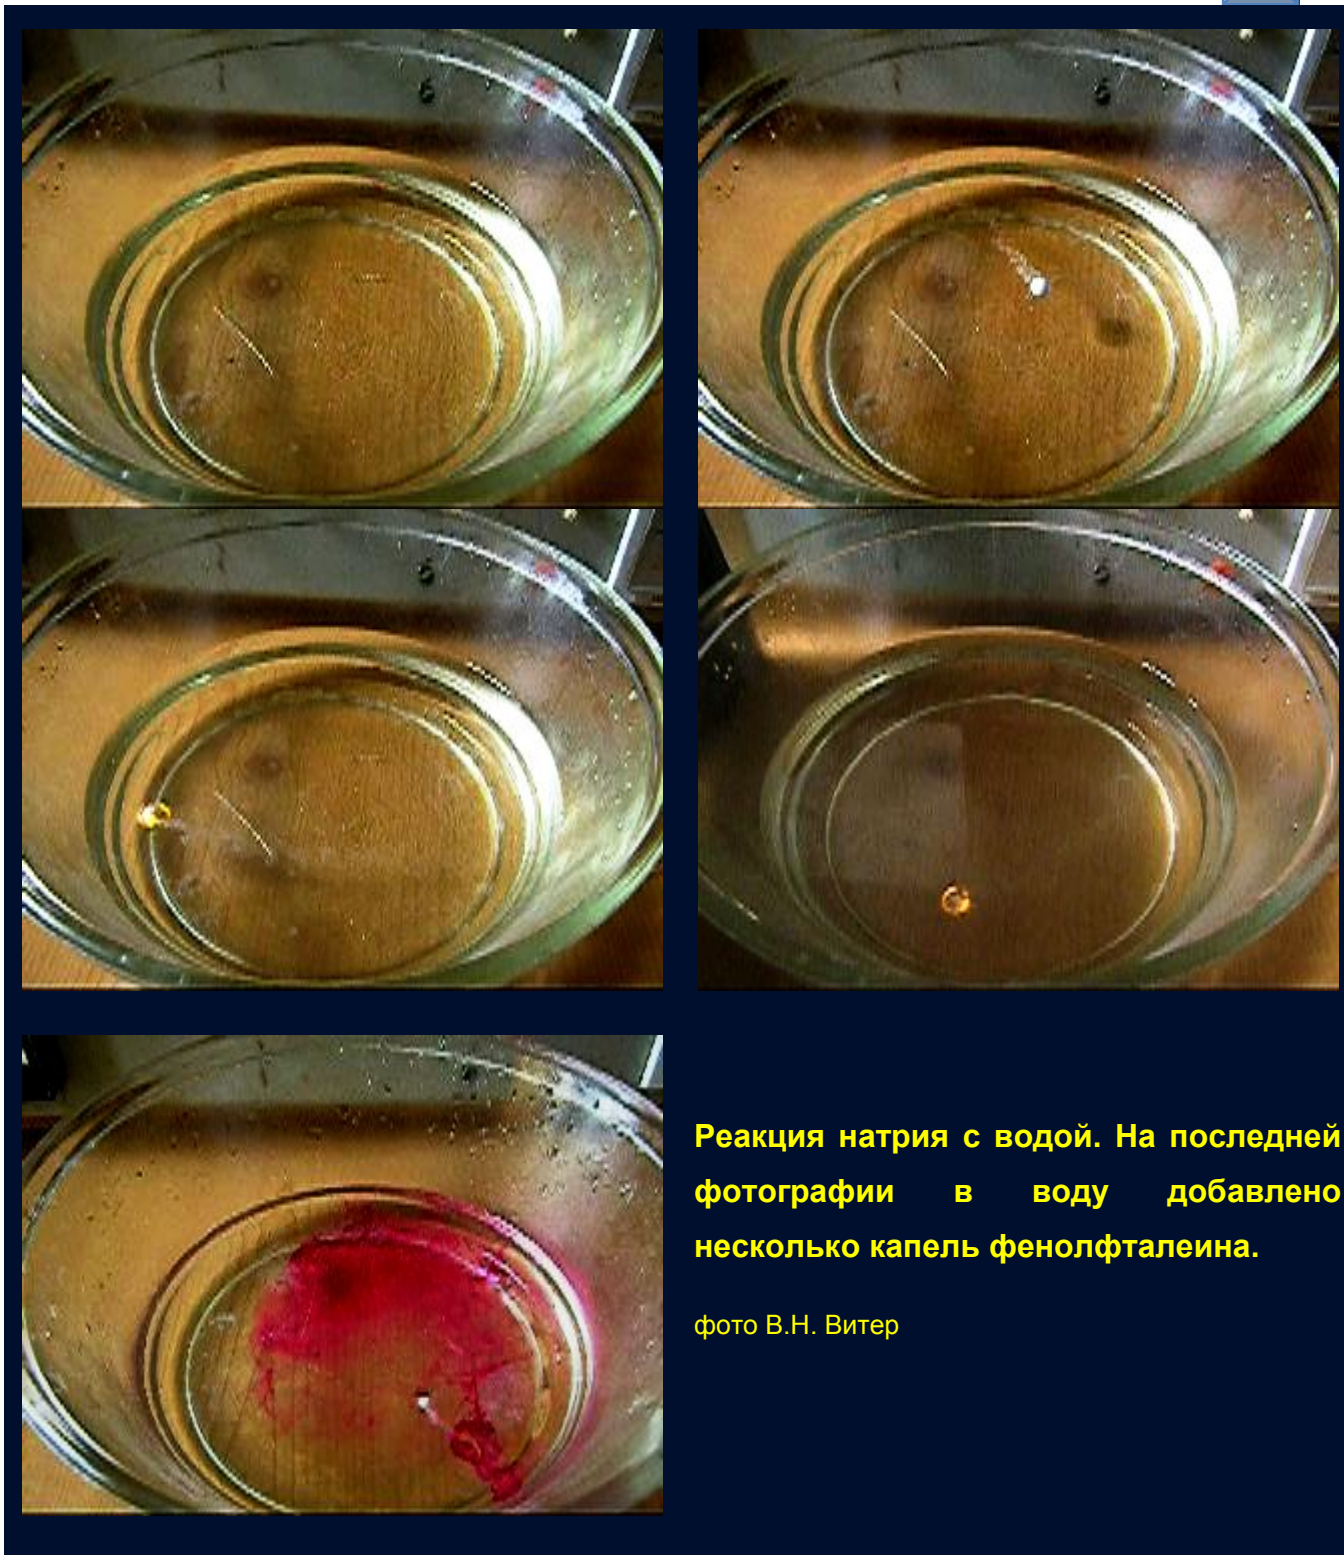 Реакция натрия с водой. На последней
фотографии в воду добавлено
несколько капель фенолфталеина.
фото В.Н. Витер